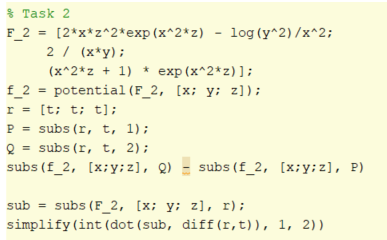 % Task 2
F_2 = [2*x*z^2*exp(x^2*z) - log(y^2)/x^2;
2 / (x*y);
(x^2*z + 1) * exp(x^2*z)];
f_2 = potential(F_2, [x; y; z]);
r = [t; t; t];
P = subs(r, t, 1);
Q = subs(r, t, 2);
subs(f_2, [x;y;z], Q) - subs(f_2, [x;y;z], P)
sub = subs(F_2, [x; y; z], r);
simplify(int(dot(sub, diff(r,t)), 1, 2))